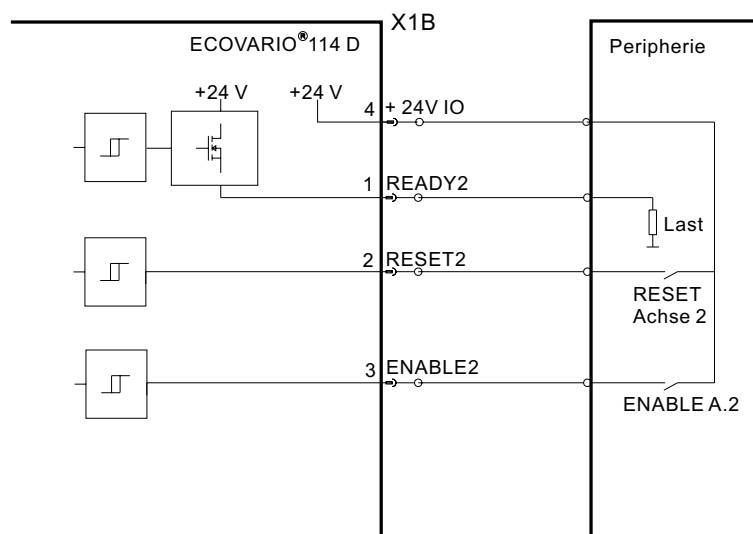 X1B
ECOVARIO®114 D
Peripherie
+24 V
+24 V
4
+ 24V IO
1
READY2
Last
2
RESET2
RESET
Achse 2
3
ENABLE2
ENABLE A.2